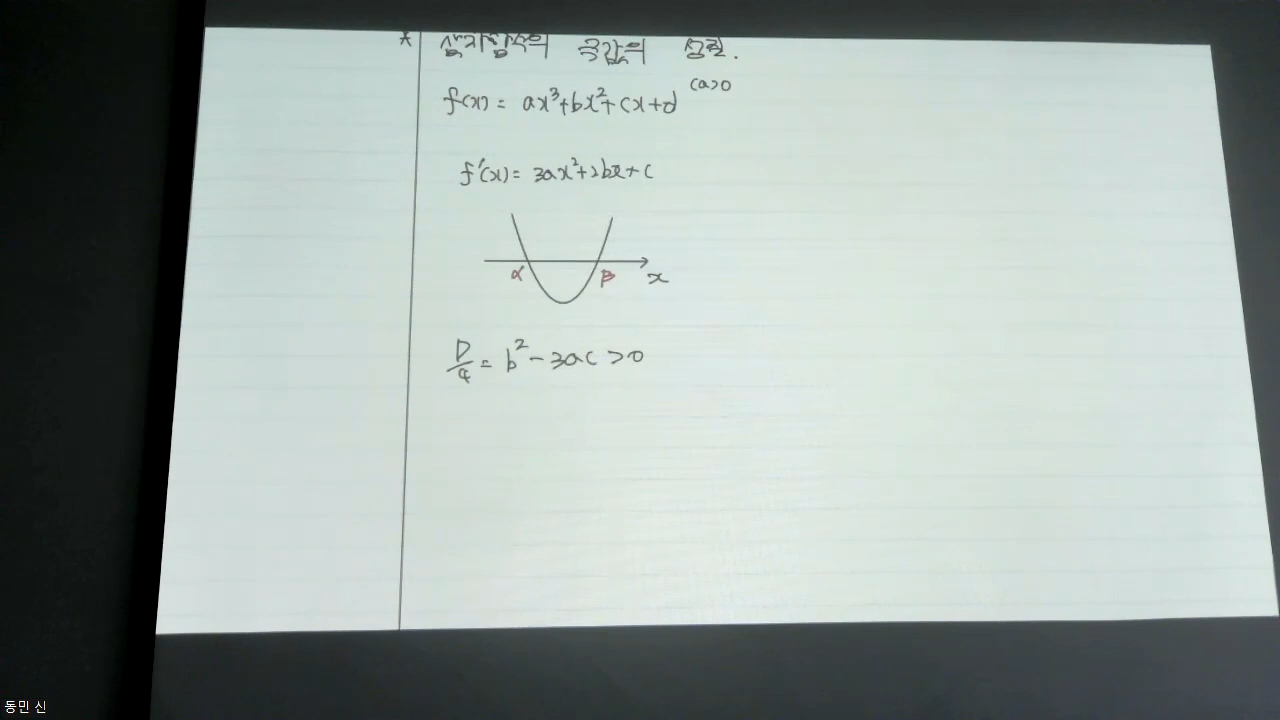 * 삼차함수의 극값의 성질.
f(x) = ax³+bx²+cx+d (a>0
f'(x) = 3ax²+2bx+c
α β x
D/4 = b²-3ac >0
동민 신